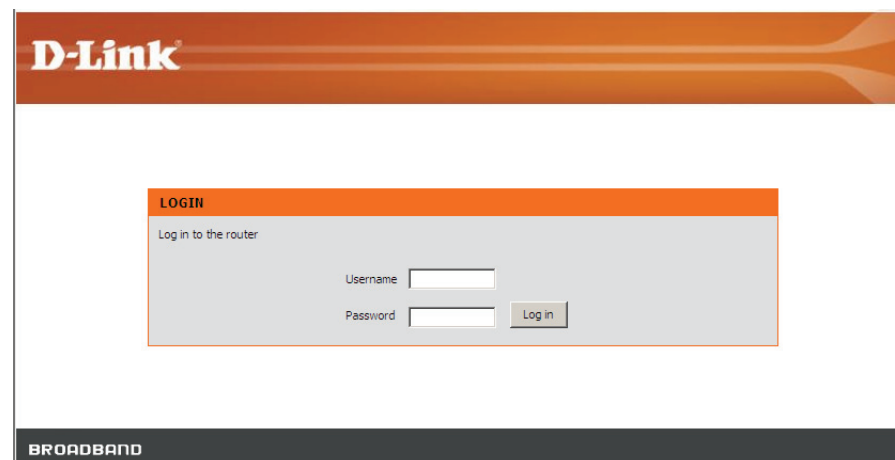 D-Link
LOGIN
Log in to the router
Username
Password Log in
BROADBAND